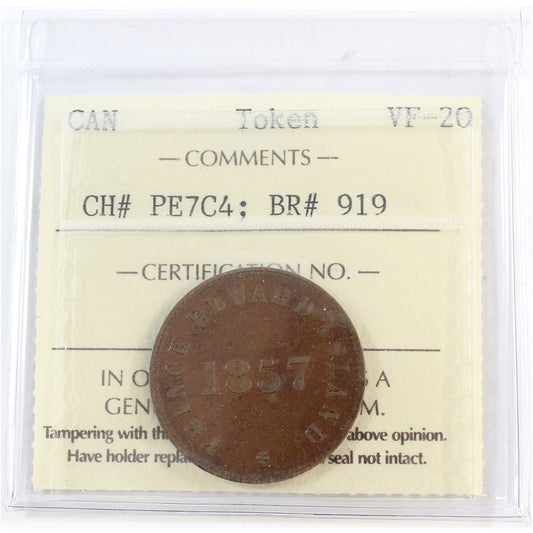 CAN Token VF-20
— COMMENTS —
CH# PE7C4; BR# 919
— CERTIFICATION NO. —
PRINCE EDWARD ISLAND
1857
IN O S A
GEN M.
Tampering with th above opinion.
Have holder repla seal not intact.